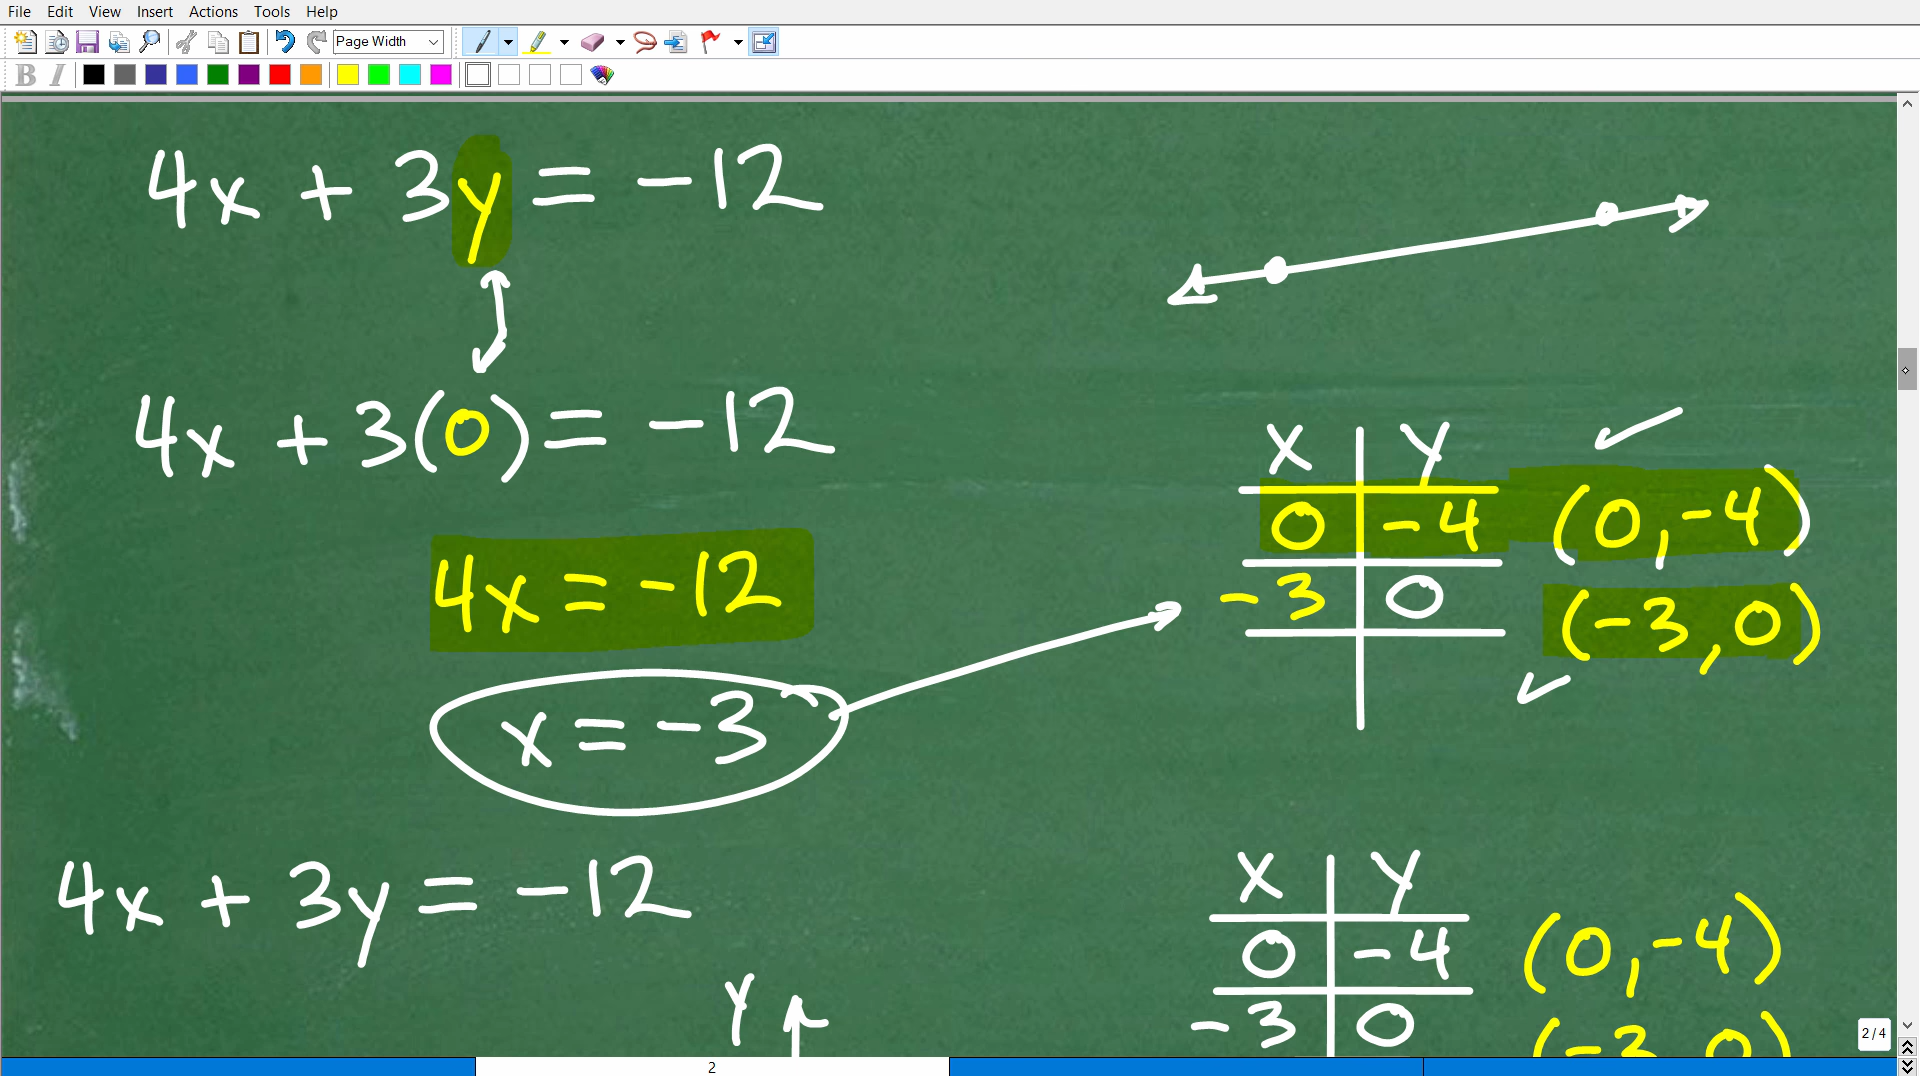 File Edit View Insert Actions Tools Help
Page Width
B I
4x + 3y = -12
4x + 3(0) = -12
4x = -12
x = -3
X Y
0 -4 (0,-4)
-3 0 (-3,0)
4x + 3y = -12
X Y
0 -4 (0,-4)
-3 0 (-3,0)
Y
2/4
2